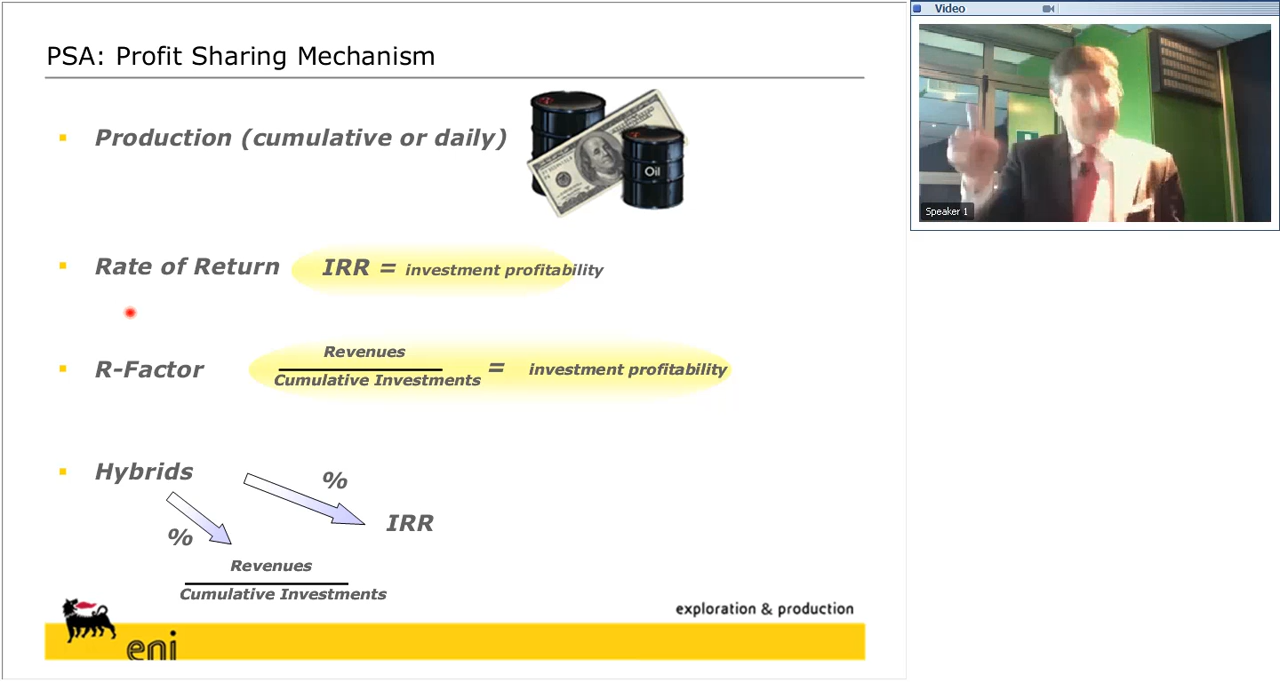 PSA: Profit Sharing Mechanism
Production (cumulative or daily)
Oil
Rate of Return
IRR = investment profitability
R-Factor
Revenues
Cumulative Investments
= investment profitability
Hybrids
%
%
IRR
Revenues
Cumulative Investments
exploration & production
eni
Video
Speaker 1